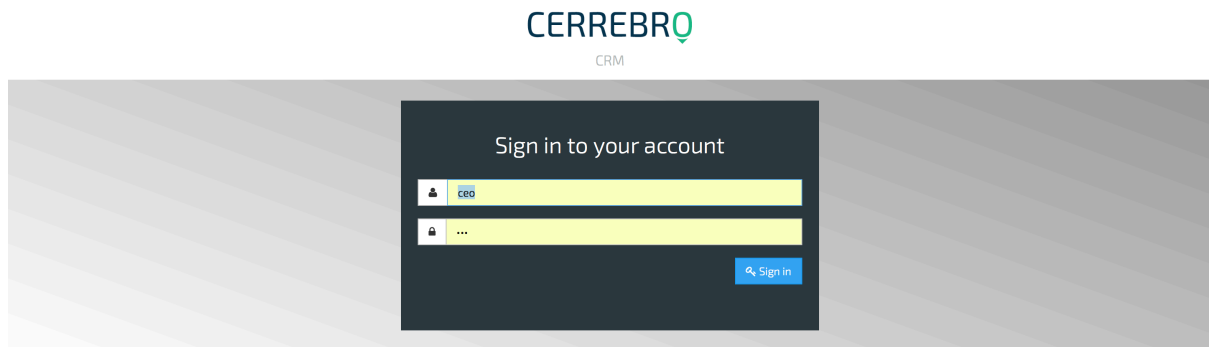 CERREBRO
CRM
Sign in to your account
ceo
•••
Sign in